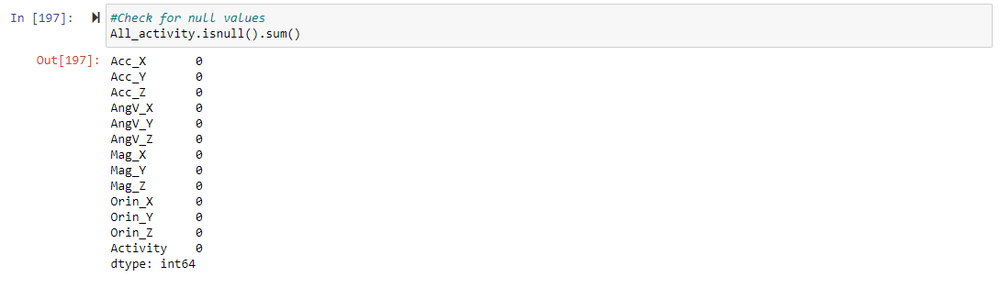 In [197]: #Check for null values
All_activity.isnull().sum()
Out[197]: Acc_X 0
Acc_Y 0
Acc_Z 0
AngV_X 0
AngV_Y 0
AngV_Z 0
Mag_X 0
Mag_Y 0
Mag_Z 0
Orin_X 0
Orin_Y 0
Orin_Z 0
Activity 0
dtype: int64